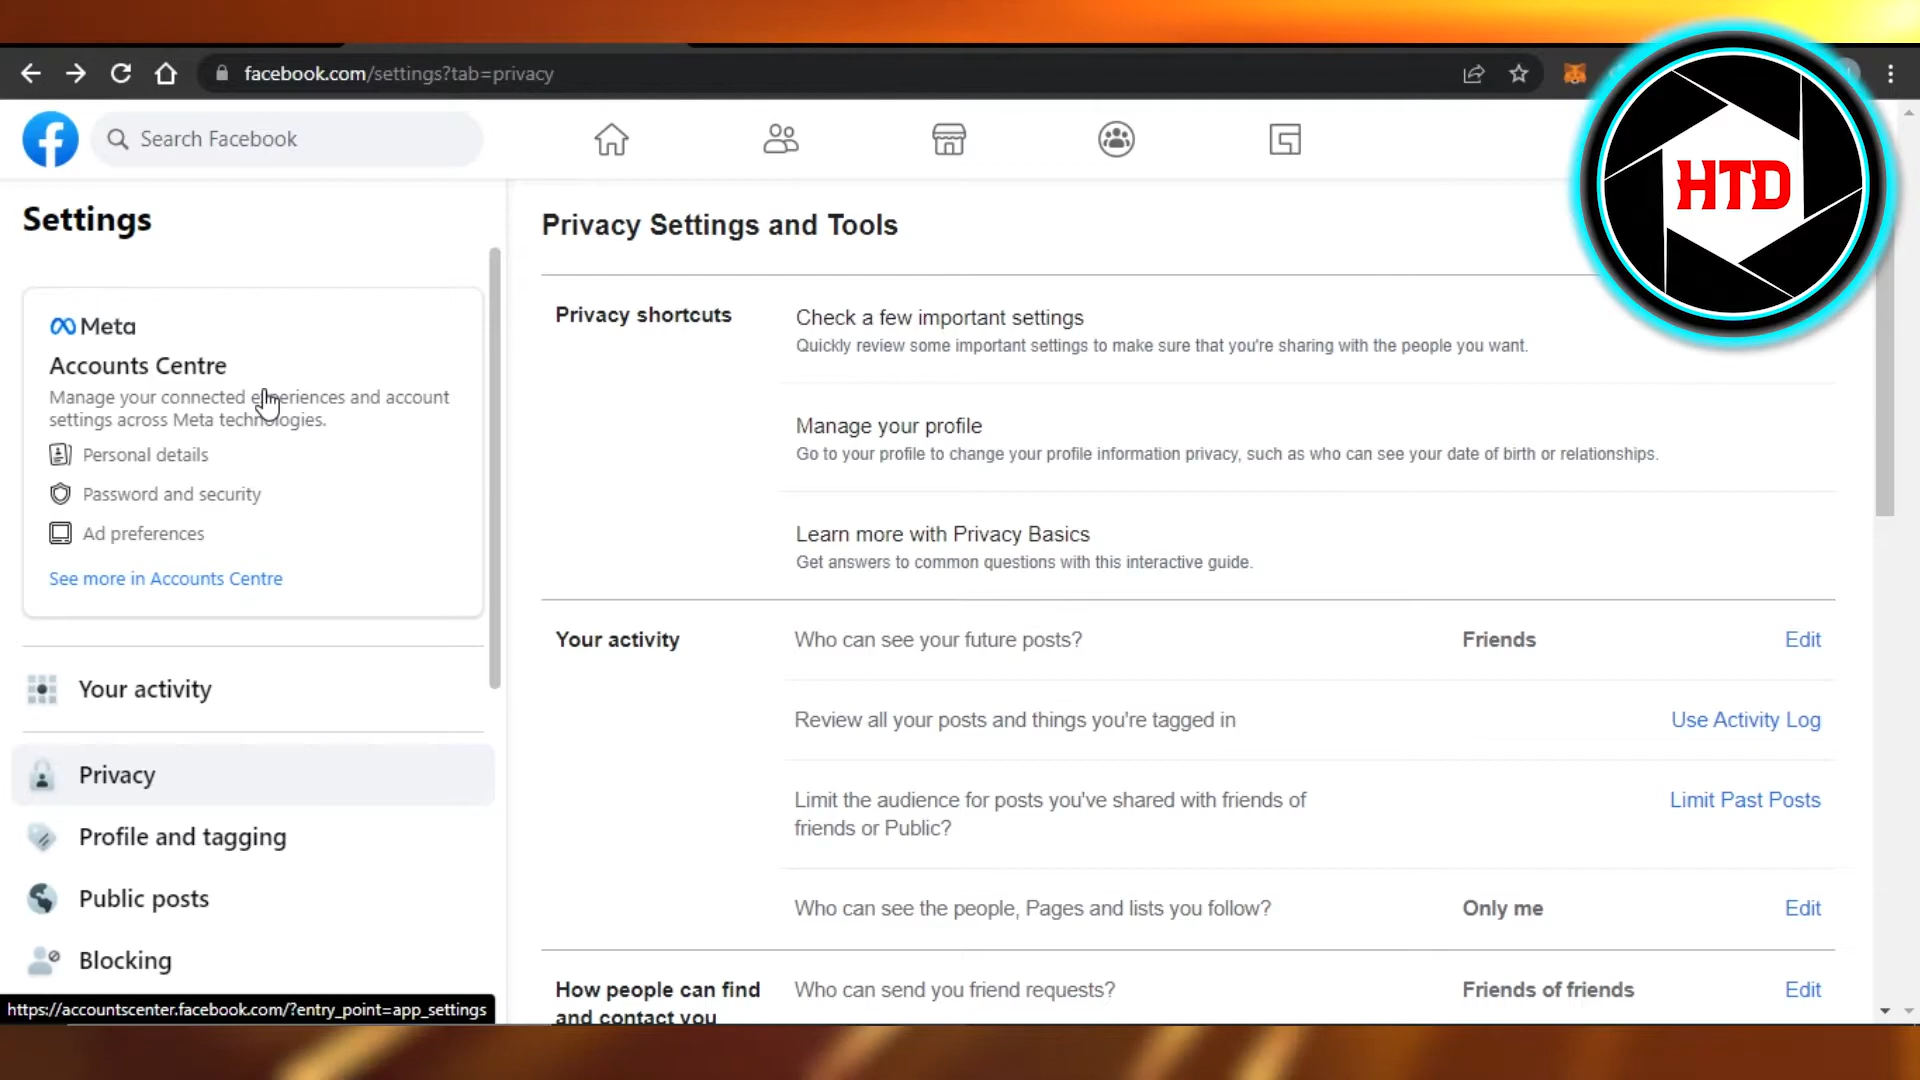 facebook.com/settings?tab=privacy
Search Facebook
HTD
Settings
Meta
Accounts Centre
Manage your connected experiences and account
settings across Meta technologies.
Personal details
Password and security
Ad preferences
See more in Accounts Centre
Your activity
Privacy
Profile and tagging
Public posts
Blocking
https://accountscenter.facebook.com/?entry_point=app_settings
Privacy Settings and Tools
Privacy shortcuts
Check a few important settings
Quickly review some important settings to make sure that you're sharing with the people you want.
Manage your profile
Go to your profile to change your profile information privacy, such as who can see your date of birth or relationships.
Learn more with Privacy Basics
Get answers to common questions with this interactive guide.
Your activity
Who can see your future posts? Friends Edit
Review all your posts and things you're tagged in Use Activity Log
Limit the audience for posts you've shared with friends of
friends or Public? Limit Past Posts
Who can see the people, Pages and lists you follow? Only me Edit
How people can find
and contact you
Who can send you friend requests? Friends of friends Edit